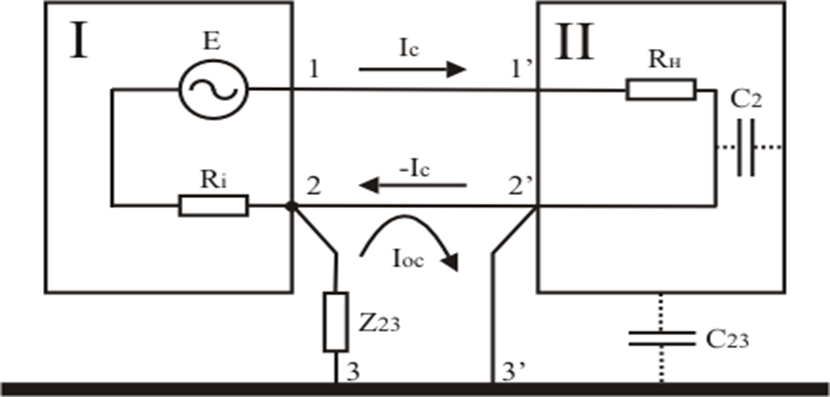 I
II
E
1
Ic
1’
Rн
C2
Ri
2
-Ic
2’
Ioc
Z23
C23
3
3’